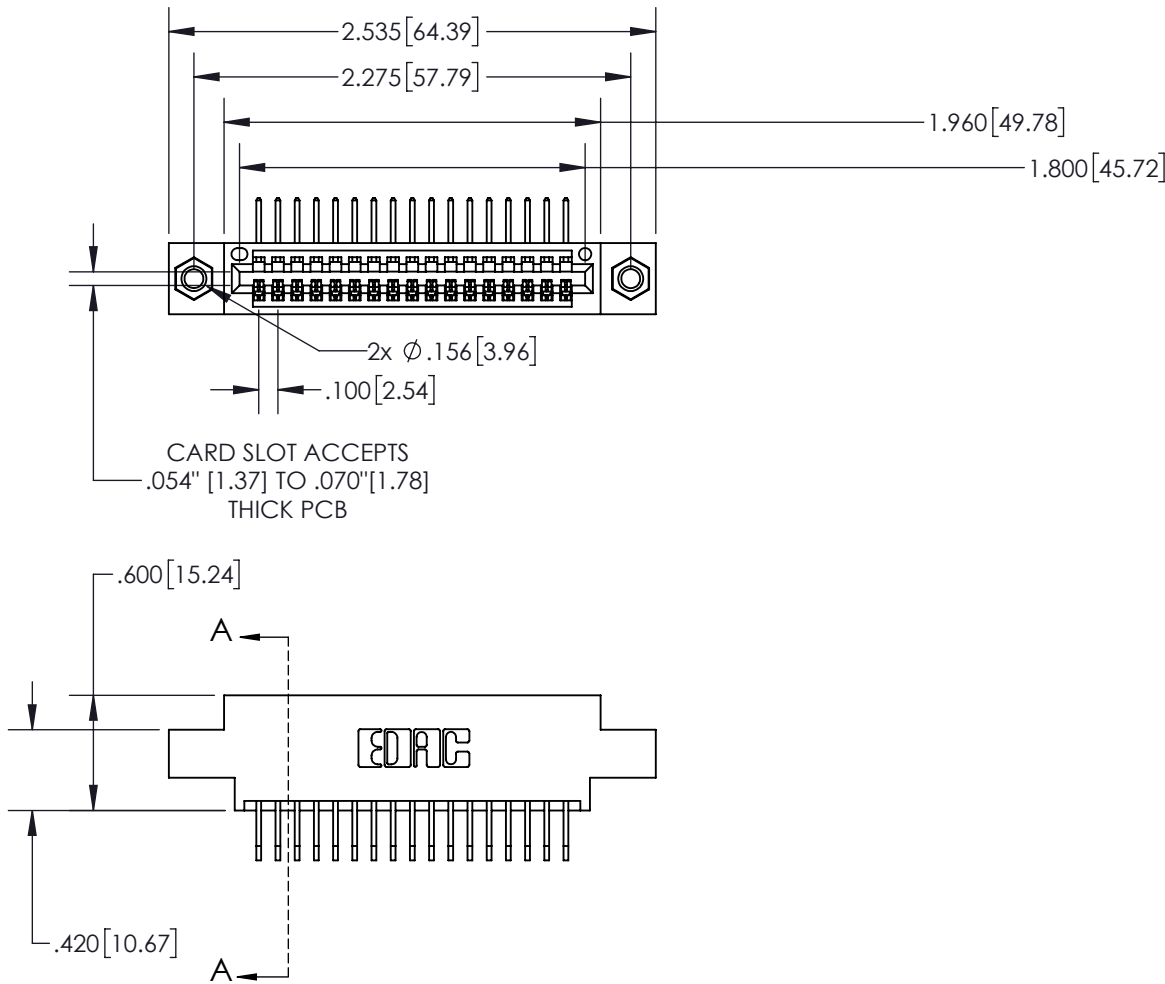 2.535[64.39]
2.275[57.79]
1.960[49.78]
1.800[45.72]
2x ∅.156[3.96]
.100[2.54]
CARD SLOT ACCEPTS
.054" [1.37] TO .070"[1.78]
THICK PCB
.600[15.24]
A
EDAC
.420[10.67]
A